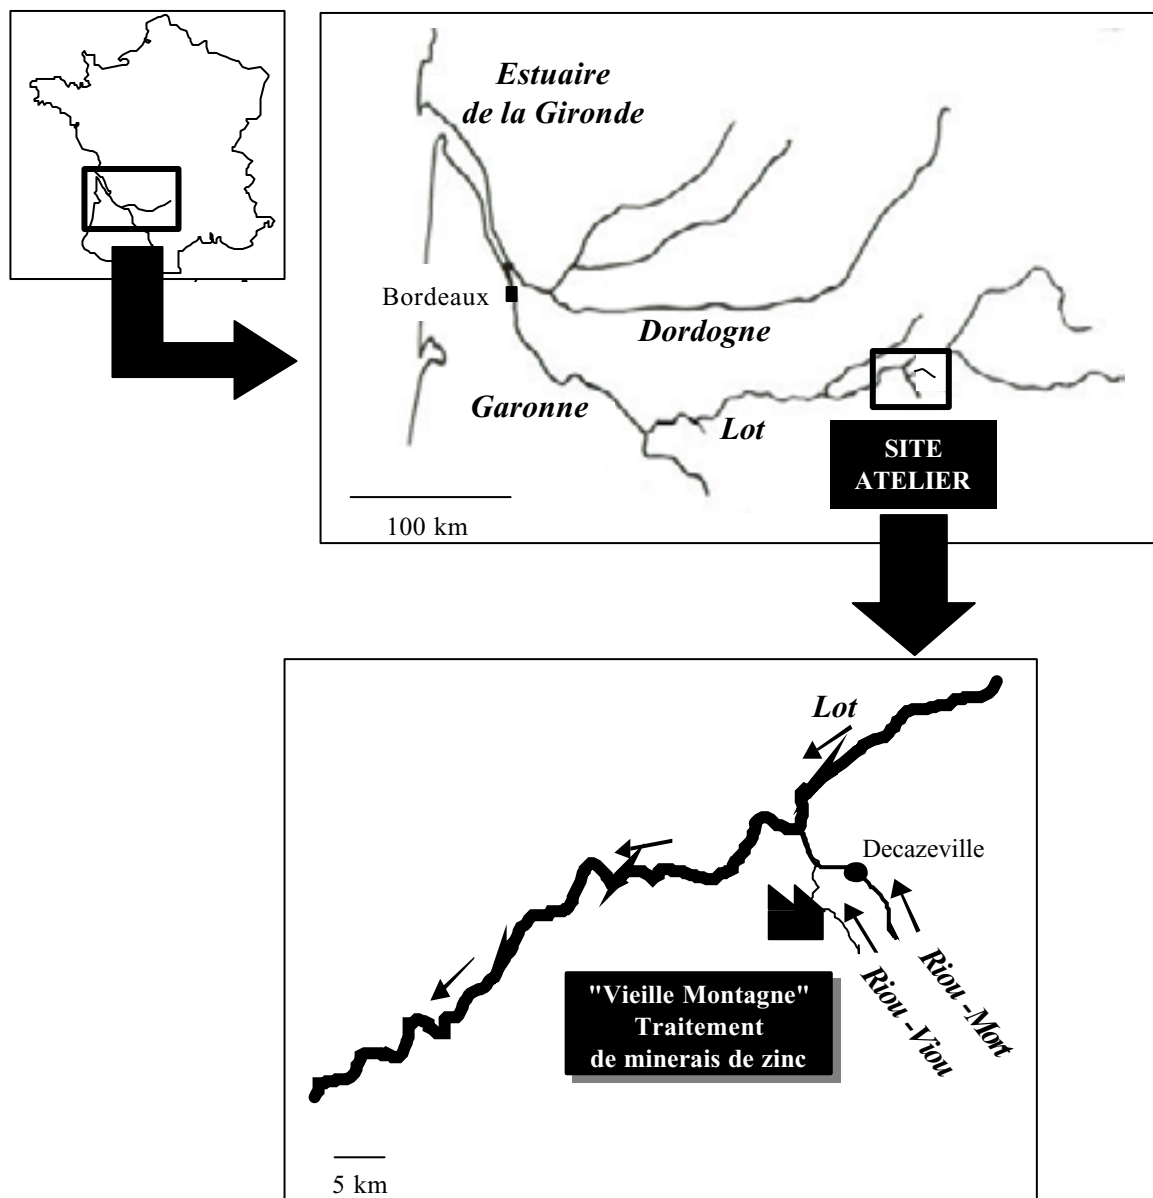 Estuaire
de la Gironde
Bordeaux
Dordogne
Garonne
Lot
SITE
ATELIER
100 km
Lot
Decazeville
Riou -Mort
Riou -Viou
"Vieille Montagne"
Traitement
de minerais de zinc
5 km